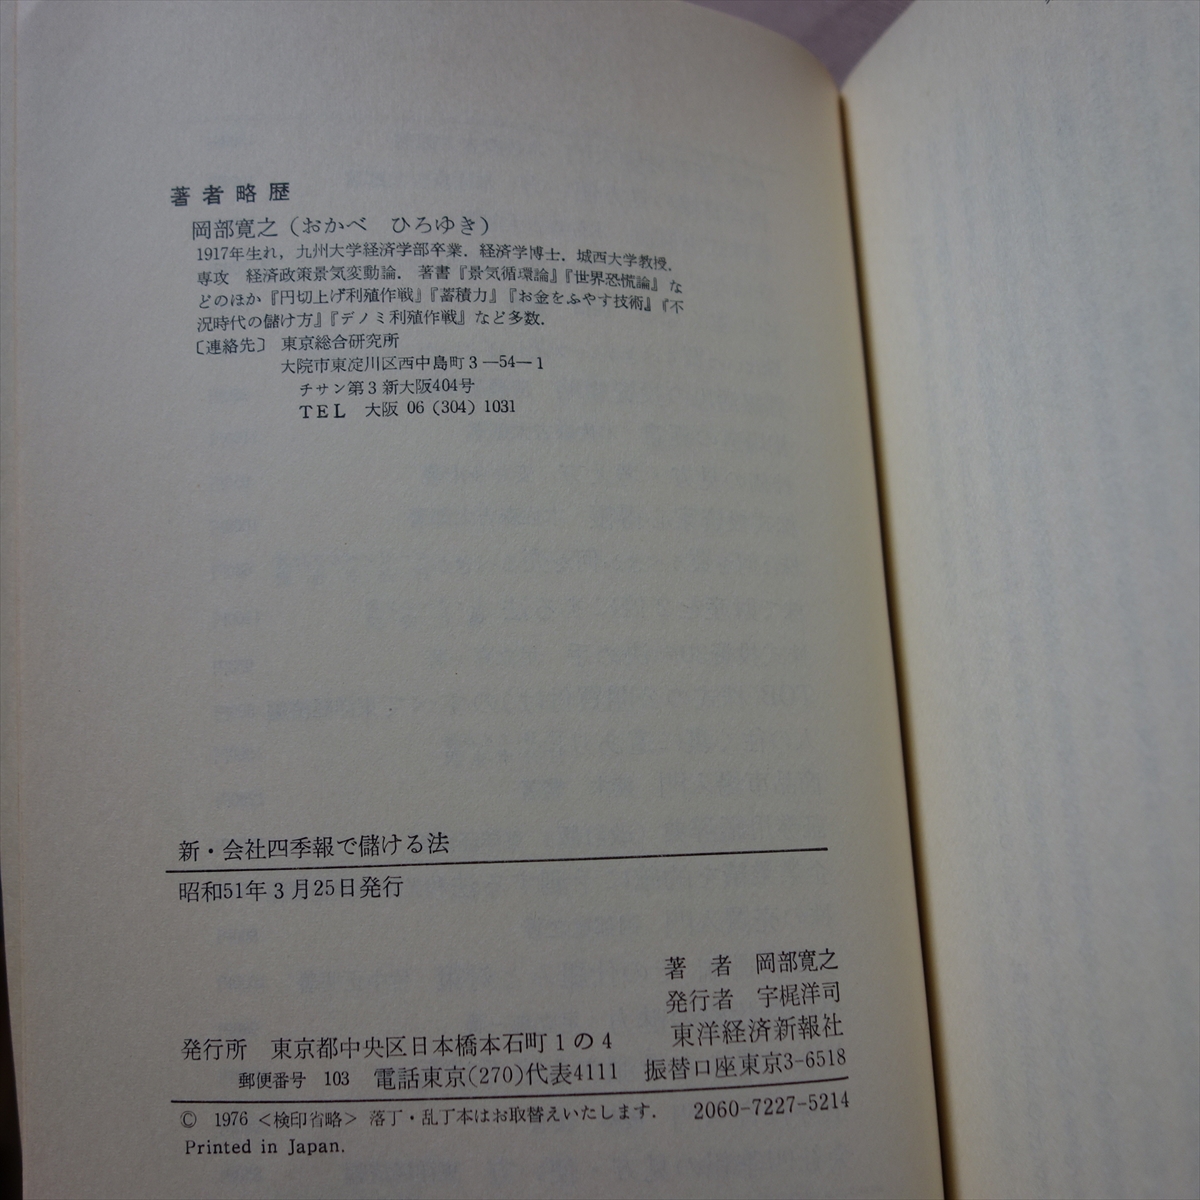 著者略歴
岡部寛之（おかべ　ひろゆき）
1917年生れ，九州大学経済学部卒業．経済学博士．城西大学教授．
専攻　経済政策景気変動論．著書『景気循環論』『世界恐慌論』な
どのほか『円切上げ利殖作戦』『蓄積力』『お金をふやす技術』『不
況時代の儲け方』『デノミ利殖作戦』など多数．
〔連絡先〕　東京総合研究所
大院市東淀川区西中島町3－54－1
チサン第3新大阪404号
TEL　大阪 06（304）1031
新・会社四季報で儲ける法
昭和51年3月25日発行
著　者　岡部寛之
発行者　宇梶洋司
発行所　東京都中央区日本橋本石町1の4　東洋経済新報社
郵便番号　103　電話東京(270)代表4111　振替口座東京3-6518
© 1976 ＜検印省略＞ 落丁・乱丁本はお取替えいたします．　2060-7227-5214
Printed in Japan.